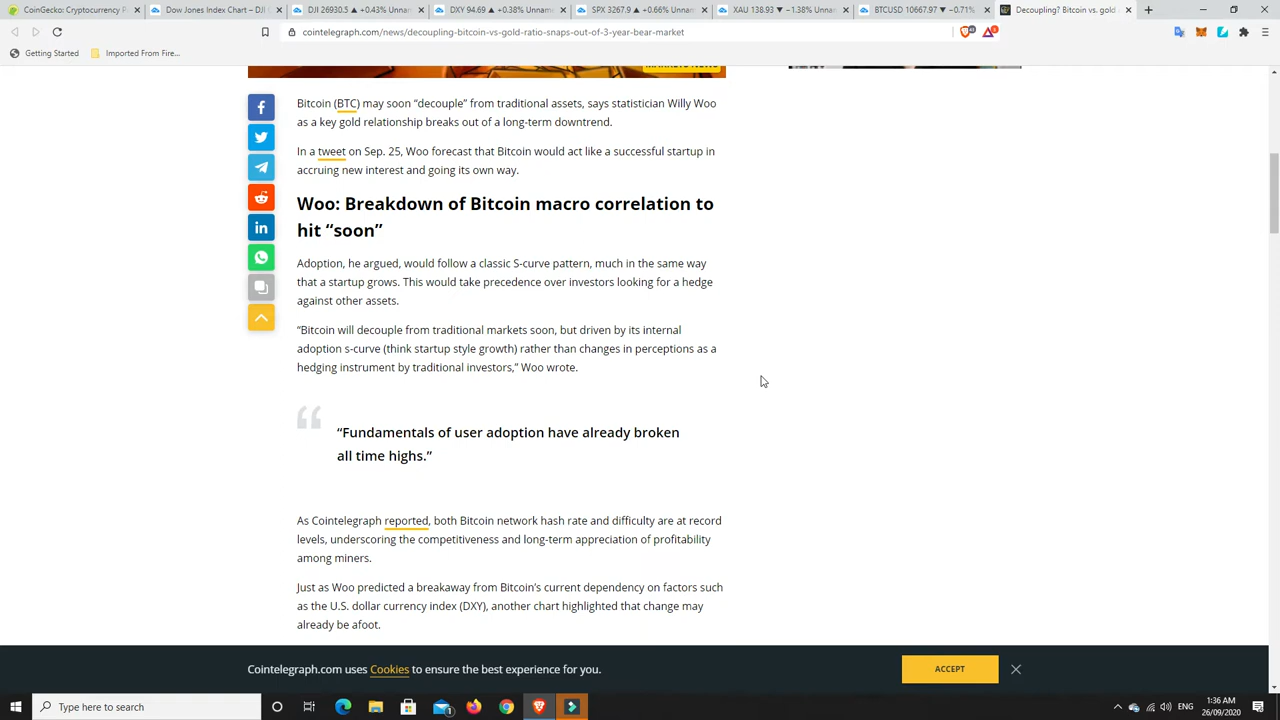 CoinGecko: Cryptocurrency P
Dow Jones Index Chart – DJI
DJI 26930.5 ▲ +0.43% Unnam
DXY 94.69 ▲ +0.38% Unnam
SPX 3267.9 ▲ +0.66% Unnam
XAU 138.93 ▼ −1.38% Unna
BTCUSD 10667.97 ▼ −0.71%
Decoupling? Bitcoin vs. gold
cointelegraph.com/news/decoupling-bitcoin-vs-gold-ratio-snaps-out-of-3-year-bear-market
Getting Started
Imported From Fire...
Bitcoin (BTC) may soon “decouple” from traditional assets, says statistician Willy Woo
as a key gold relationship breaks out of a long-term downtrend.
In a tweet on Sep. 25, Woo forecast that Bitcoin would act like a successful startup in
accruing new interest and going its own way.
Woo: Breakdown of Bitcoin macro correlation to
hit “soon”
Adoption, he argued, would follow a classic S-curve pattern, much in the same way
that a startup grows. This would take precedence over investors looking for a hedge
against other assets.
“Bitcoin will decouple from traditional markets soon, but driven by its internal
adoption s-curve (think startup style growth) rather than changes in perceptions as a
hedging instrument by traditional investors,” Woo wrote.
“Fundamentals of user adoption have already broken
all time highs.”
As Cointelegraph reported, both Bitcoin network hash rate and difficulty are at record
levels, underscoring the competitiveness and long-term appreciation of profitability
among miners.
Just as Woo predicted a breakaway from Bitcoin’s current dependency on factors such
as the U.S. dollar currency index (DXY), another chart highlighted that change may
already be afoot.
Cointelegraph.com uses Cookies to ensure the best experience for you.
ACCEPT
Type here to search
ENG
1:36 AM
26/09/2020